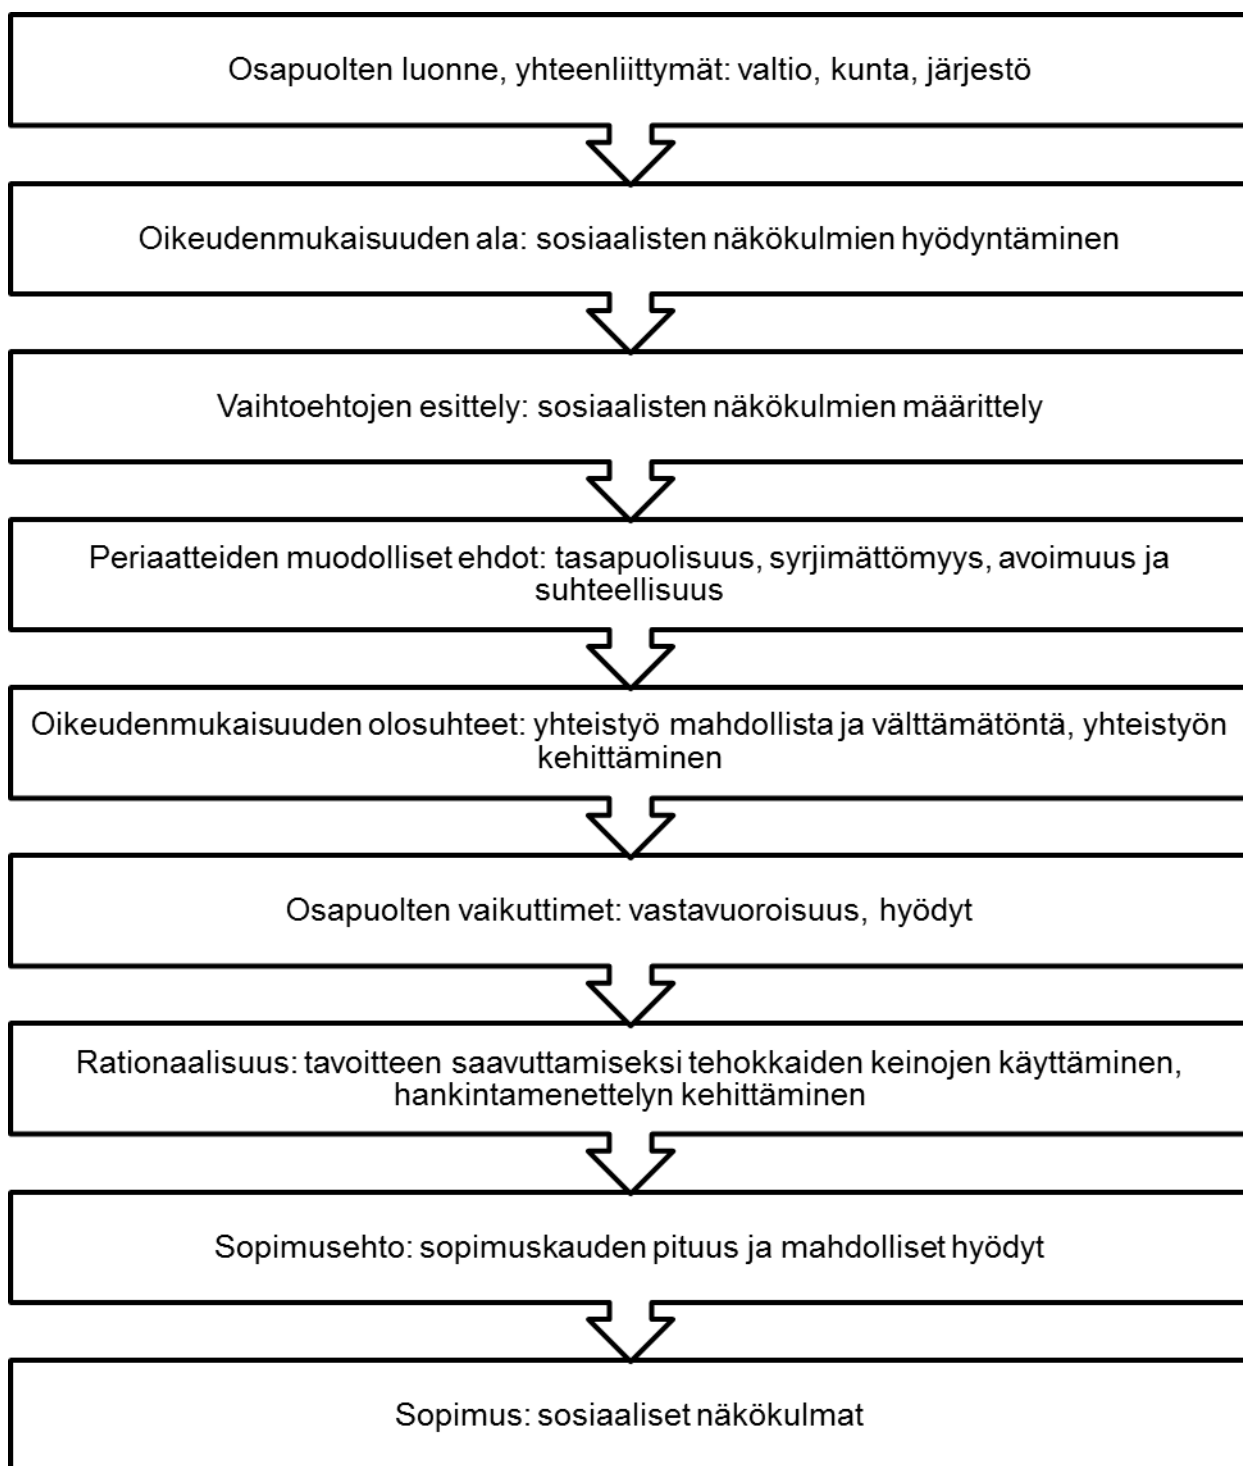 Osapuolten luonne, yhteenliittymät: valtio, kunta, järjestö
Oikeudenmukaisuuden ala: sosiaalisten näkökulmien hyödyntäminen
Vaihtoehtojen esittely: sosiaalisten näkökulmien määrittely
Periaatteiden muodolliset ehdot: tasapuolisuus, syrjimättömyys, avoimuus ja
suhteellisuus
Oikeudenmukaisuuden olosuhteet: yhteistyö mahdollista ja välttämätöntä, yhteistyön
kehittäminen
Osapuolten vaikuttimet: vastavuoroisuus, hyödyt
Rationaalisuus: tavoitteen saavuttamiseksi tehokkaiden keinojen käyttäminen,
hankintamenettelyn kehittäminen
Sopimusehto: sopimuskauden pituus ja mahdolliset hyödyt
Sopimus: sosiaaliset näkökulmat